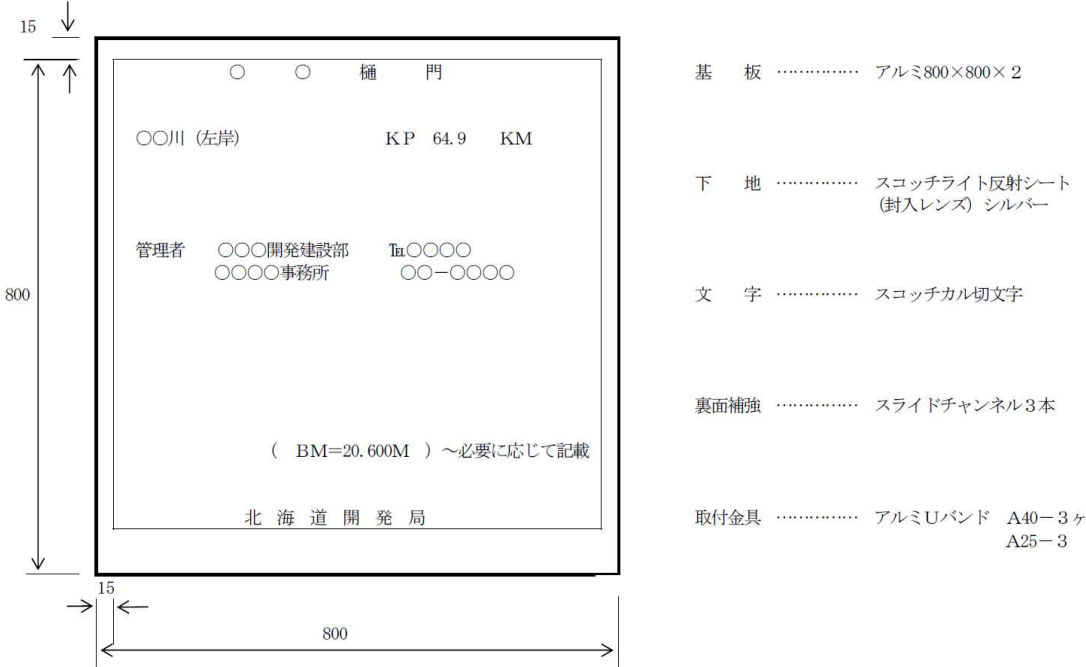 15
○ ○ 樋 門
○○川 (左岸) KP 64.9 KM
管理者 ○○○開発建設部 ℡○○○○
○○○○事務所 ○○－○○○○
800
( BM=20.600M ) ～必要に応じて記載
北 海 道 開 発 局
15
800
基 板 …………… アルミ800×800×2
下 地 …………… スコッチライト反射シート
(封入レンズ) シルバー
文 字 …………… スコッチカル切文字
裏面補強 …………… スライドチャンネル3本
取付金具 …………… アルミUバンド A40－3ヶ
A25－3